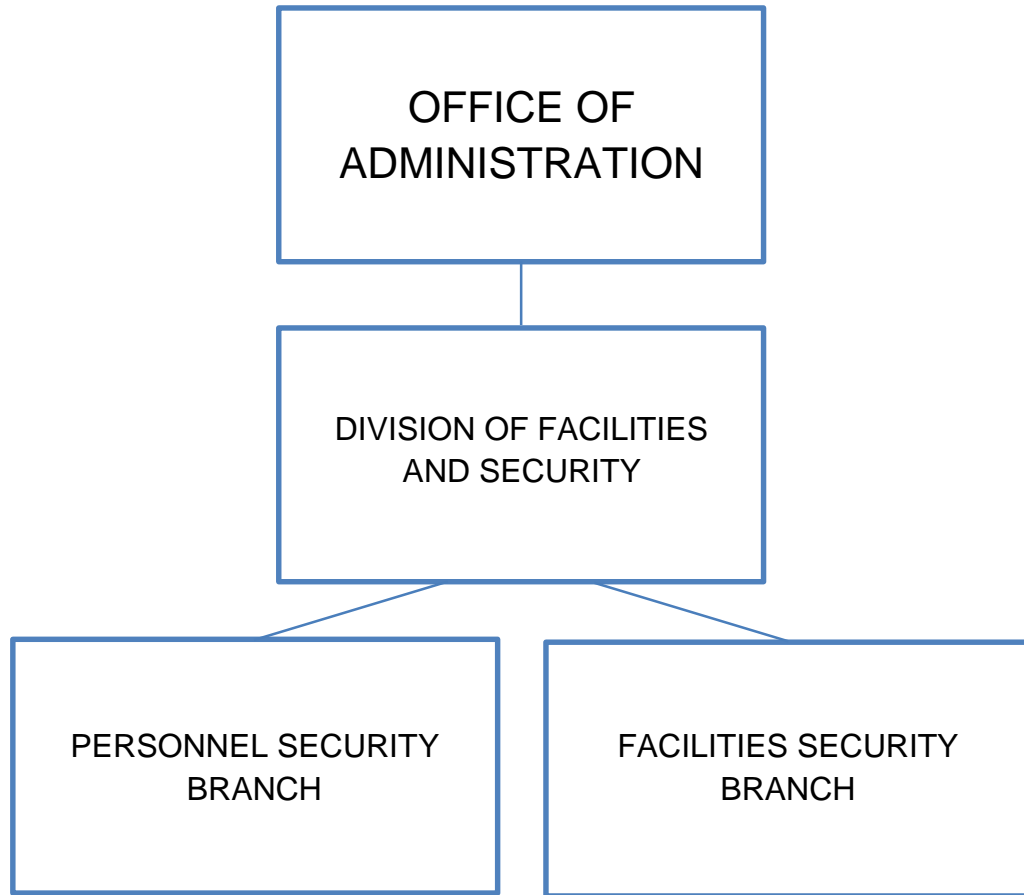 OFFICE OF
ADMINISTRATION
DIVISION OF FACILITIES
AND SECURITY
PERSONNEL SECURITY
BRANCH
FACILITIES SECURITY
BRANCH